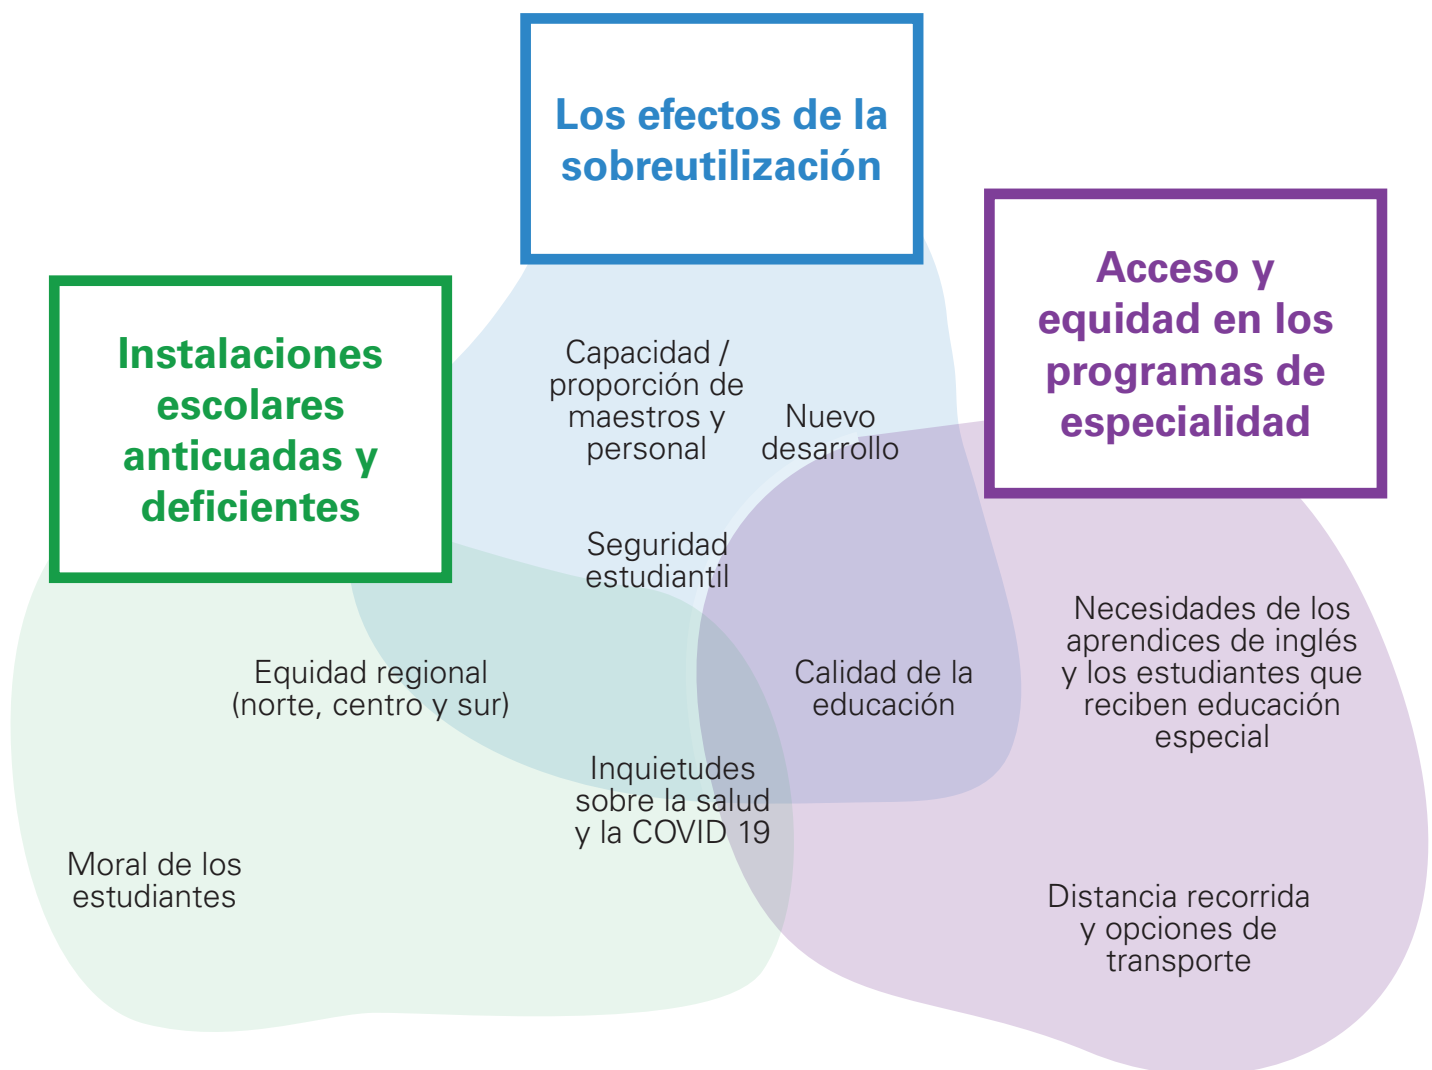 Los efectos de la
sobreutilización
Acceso y
equidad en los
programas de
especialidad
Instalaciones
escolares
anticuadas y
deficientes
Capacidad /
proporción de
maestros y
personal
Nuevo
desarrollo
Seguridad
estudiantil
Equidad regional
(norte, centro y sur)
Calidad de la
educación
Necesidades de los
aprendices de inglés
y los estudiantes que
reciben educación
especial
Inquietudes
sobre la salud
y la COVID 19
Moral de los
estudiantes
Distancia recorrida
y opciones de
transporte